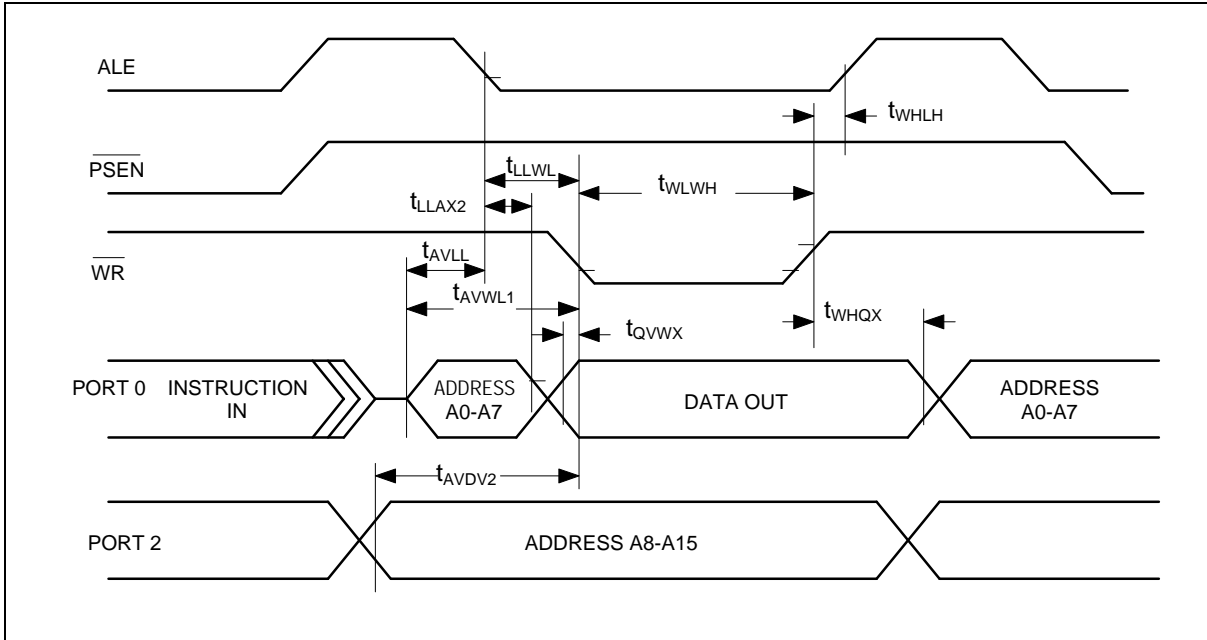 ALE
tWHLH
PSEN
tLLWL
tWLWH
tLLAX2
WR
tAVLL
tAVWL1
tWHQX
tQVWX
PORT 0
INSTRUCTION
IN
ADDRESS
A0-A7
DATA OUT
ADDRESS
A0-A7
tAVDV2
PORT 2
ADDRESS A8-A15